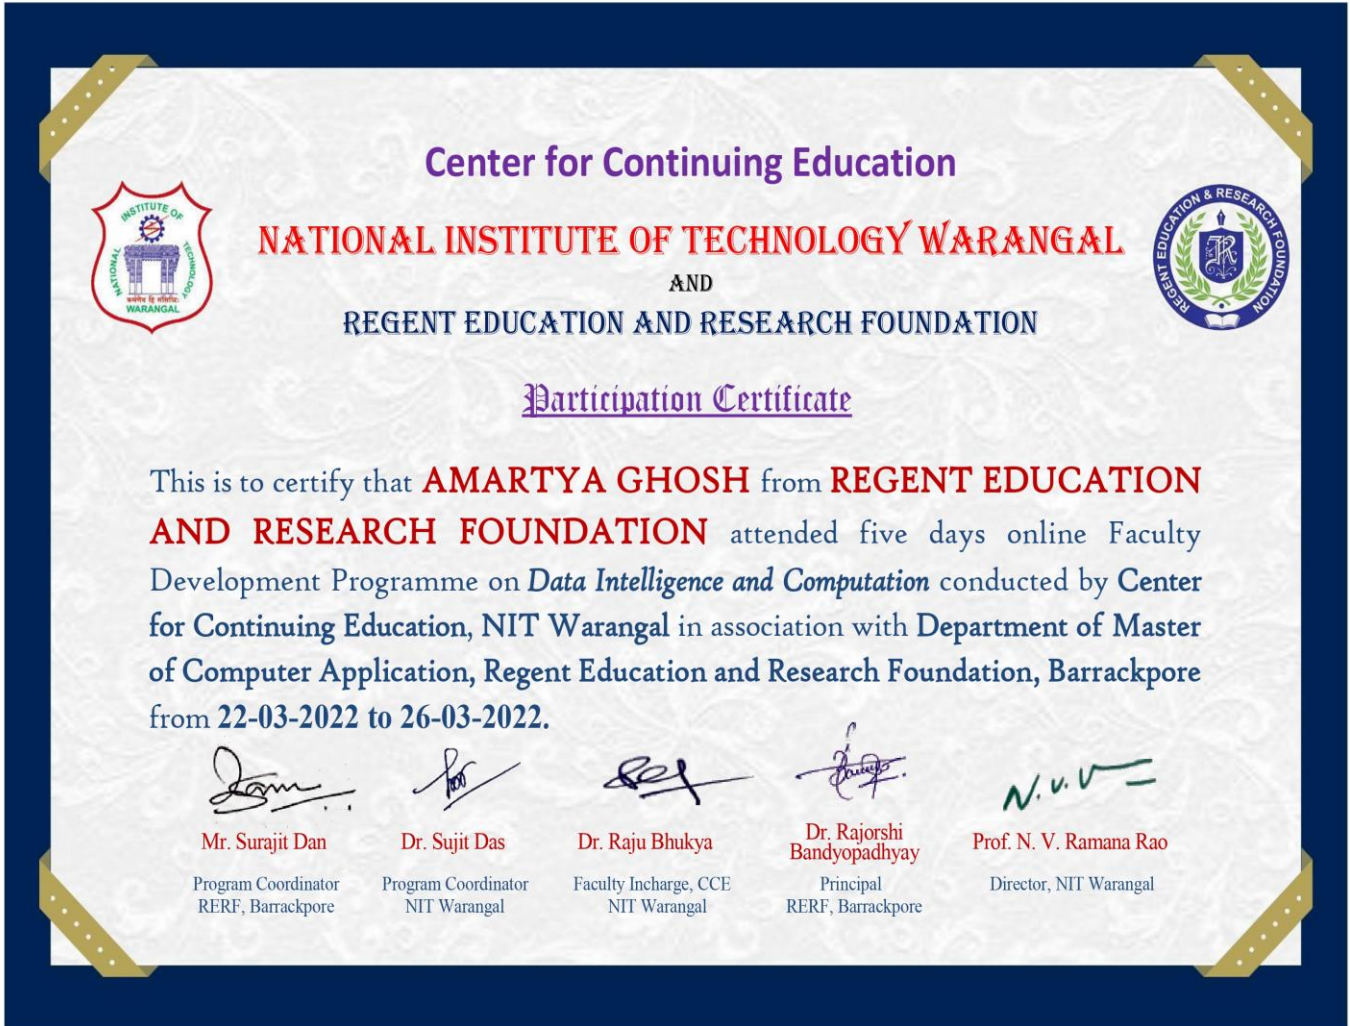 Center for Continuing Education
NATIONAL INSTITUTE OF TECHNOLOGY WARANGAL
AND
REGENT EDUCATION AND RESEARCH FOUNDATION
NATIONAL INSTITUTE OF TECHNOLOGY
WARANGAL
REGENT EDUCATION & RESEARCH FOUNDATION
R
Participation Certificate
This is to certify that AMARTYA GHOSH from REGENT EDUCATION
AND RESEARCH FOUNDATION attended five days online Faculty
Development Programme on Data Intelligence and Computation conducted by Center
for Continuing Education, NIT Warangal in association with Department of Master
of Computer Application, Regent Education and Research Foundation, Barrackpore
from 22-03-2022 to 26-03-2022.
N. V. V
Mr. Surajit Dan
Dr. Sujit Das
Dr. Raju Bhukya
Dr. Rajorshi
Bandyopadhyay
Prof. N. V. Ramana Rao
Program Coordinator
RERF, Barrackpore
Program Coordinator
NIT Warangal
Faculty Incharge, CCE
NIT Warangal
Principal
RERF, Barrackpore
Director, NIT Warangal